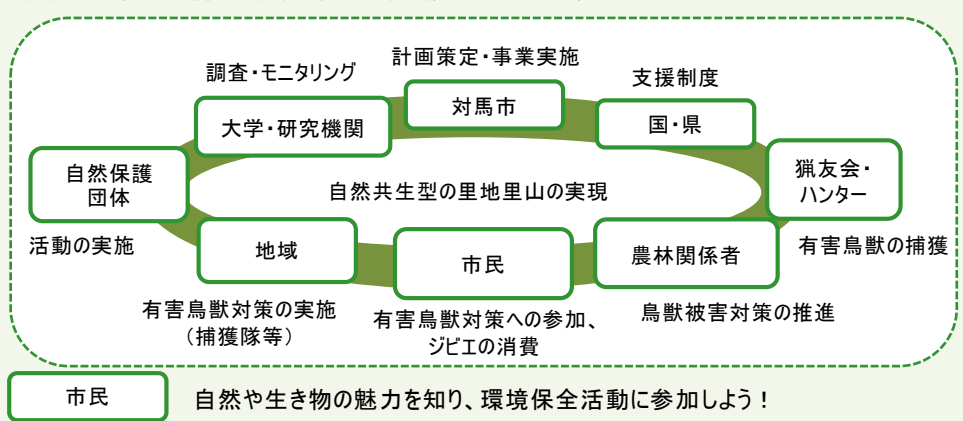 調査・モニタリング
計画策定・事業実施
支援制度
大学・研究機関
対馬市
国・県
自然保護
団体
猟友会・
ハンター
自然共生型の里地里山の実現
活動の実施
地域
市民
農林関係者
有害鳥獣の捕獲
有害鳥獣対策の実施
(捕獲隊等)
有害鳥獣対策への参加、
ジビエの消費
鳥獣被害対策の推進
市民
自然や生き物の魅力を知り、環境保全活動に参加しよう！